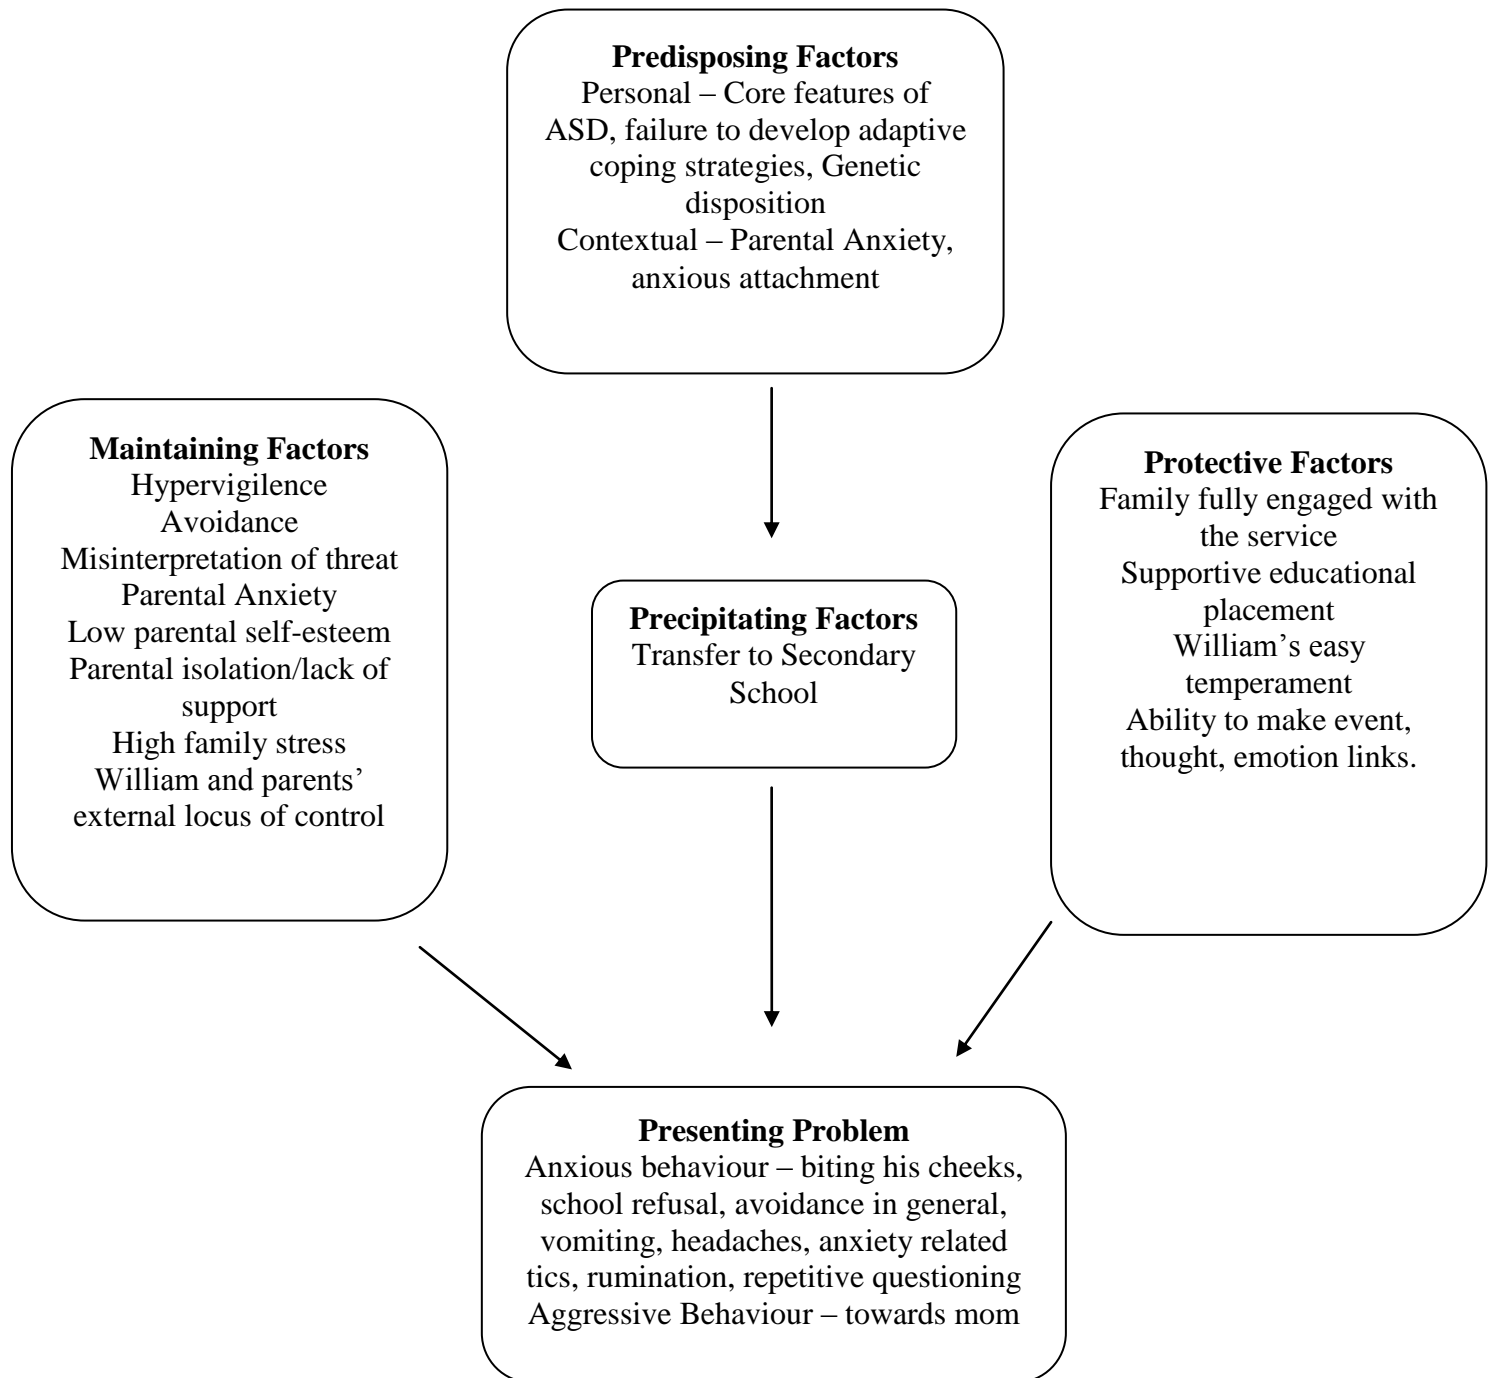 Predisposing Factors
Personal – Core features of
ASD, failure to develop adaptive
coping strategies, Genetic
disposition
Contextual – Parental Anxiety,
anxious attachment
Maintaining Factors
Hypervigilence
Avoidance
Misinterpretation of threat
Parental Anxiety
Low parental self-esteem
Parental isolation/lack of
support
High family stress
William and parents’
external locus of control
Precipitating Factors
Transfer to Secondary
School
Protective Factors
Family fully engaged with
the service
Supportive educational
placement
William’s easy
temperament
Ability to make event,
thought, emotion links.
Presenting Problem
Anxious behaviour – biting his cheeks,
school refusal, avoidance in general,
vomiting, headaches, anxiety related
tics, rumination, repetitive questioning
Aggressive Behaviour – towards mom